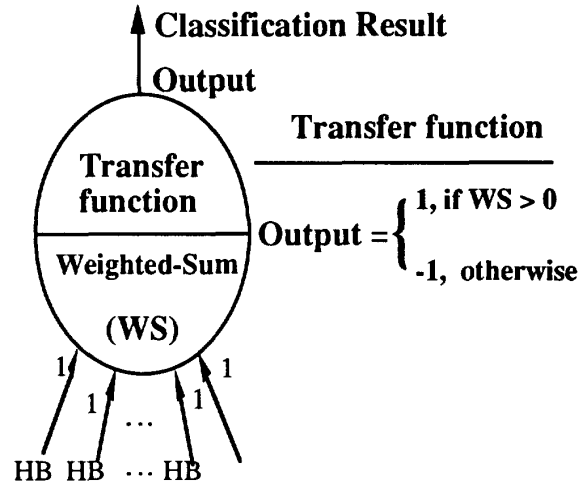 Classification Result
Output
Transfer function
Transfer
function
Output = { 1, if WS > 0
-1, otherwise
Weighted-Sum
(WS)
1 1 1 1
...
HB HB ... HB